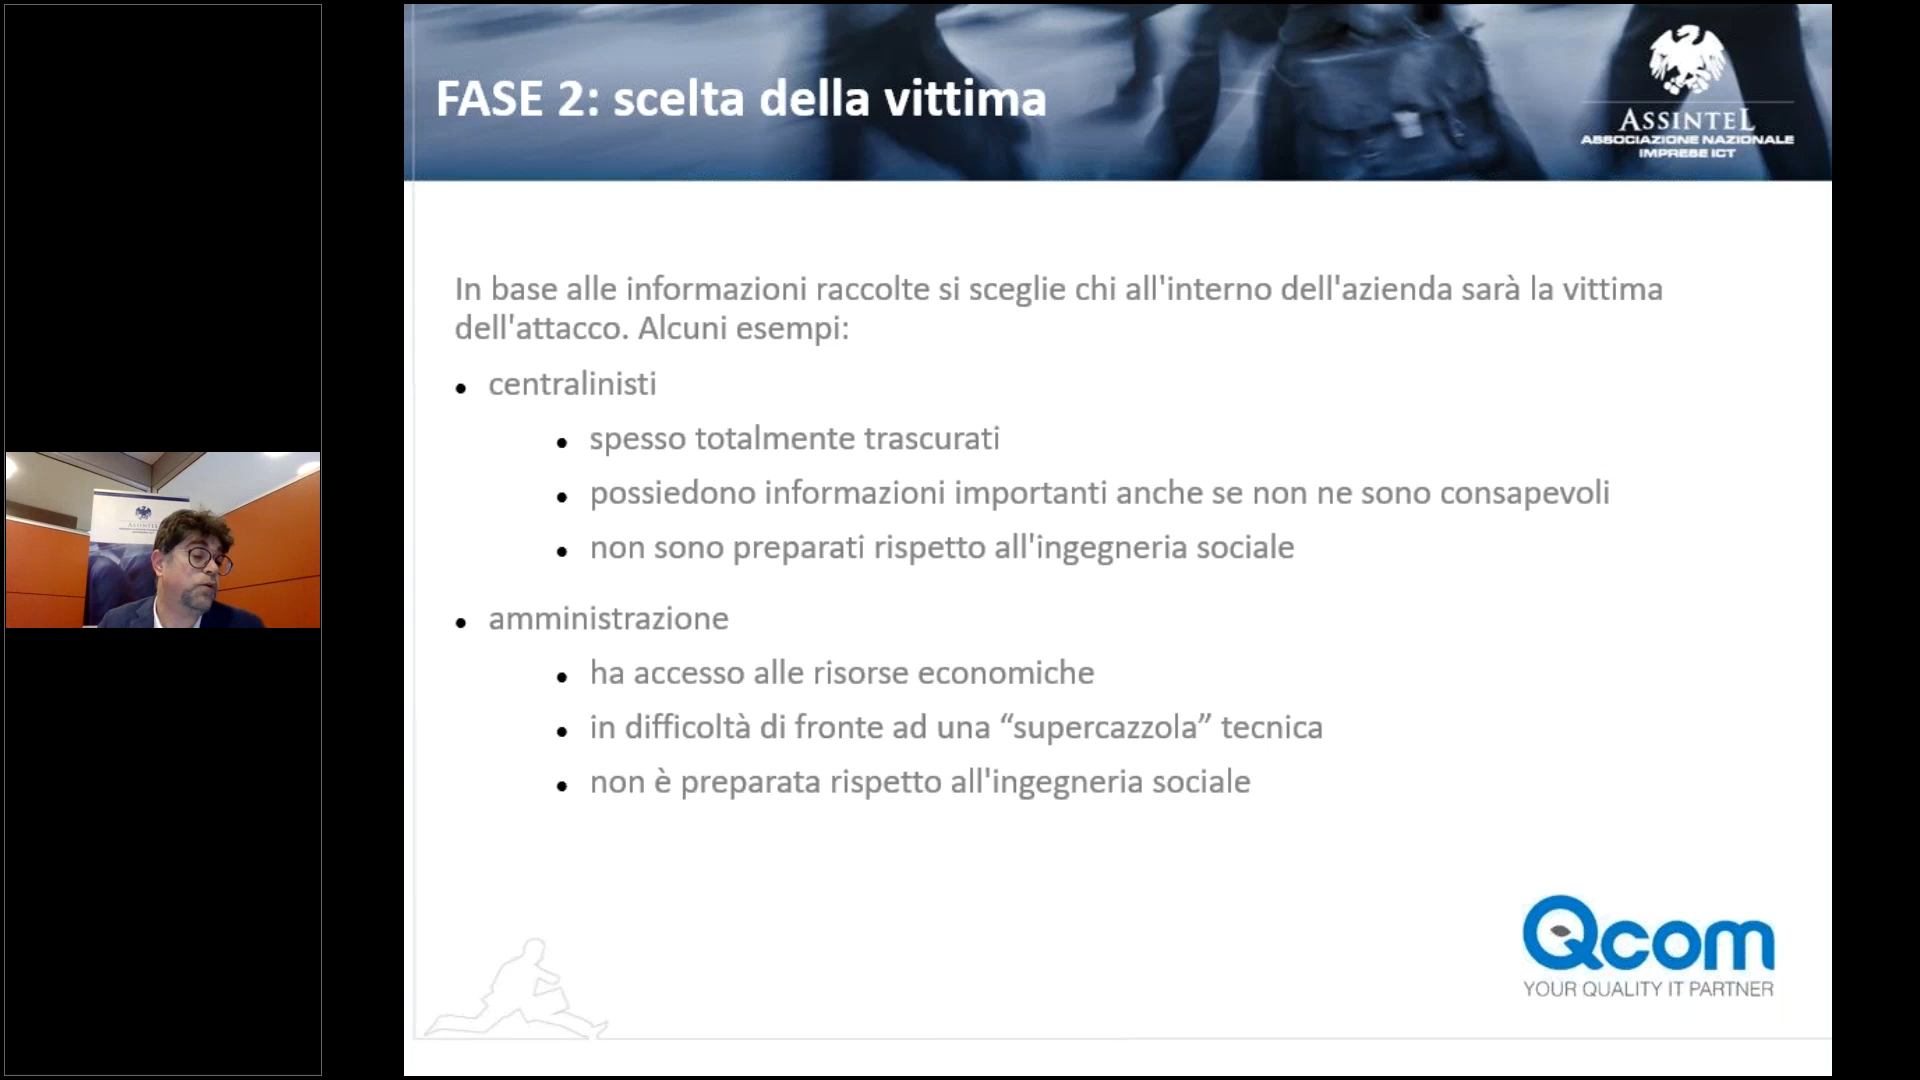 FASE 2: scelta della vittima
ASSINTEL
ASSOCIAZIONE NAZIONALE
IMPRESE ICT
In base alle informazioni raccolte si sceglie chi all'interno dell'azienda sarà la vittima
dell'attacco. Alcuni esempi:
• centralinisti
• spesso totalmente trascurati
• possiedono informazioni importanti anche se non ne sono consapevoli
• non sono preparati rispetto all'ingegneria sociale
• amministrazione
• ha accesso alle risorse economiche
• in difficoltà di fronte ad una “supercazzola” tecnica
• non è preparata rispetto all'ingegneria sociale
Qcom
YOUR QUALITY IT PARTNER
ASSINTEL